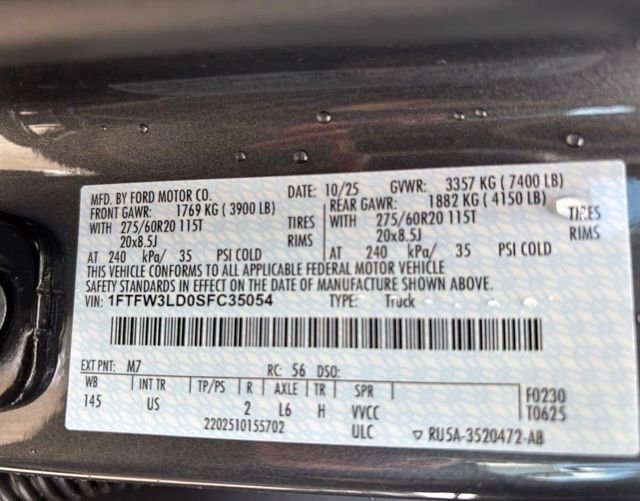 MFD. BY FORD MOTOR CO. DATE: 10/25 GVWR: 3357 KG ( 7400 LB)
FRONT GAWR: 1769 KG ( 3900 LB) REAR GAWR: 1882 KG ( 4150 LB)
WITH 275/60R20 115T TIRES WITH 275/60R20 115T TIRES
20x8.5J RIMS 20x8.5J RIMS
AT 240 kPa/ 35 PSI COLD AT 240 kPa/ 35 PSI COLD
THIS VEHICLE CONFORMS TO ALL APPLICABLE FEDERAL MOTOR VEHICLE
SAFETY STANDARDS IN EFFECT ON THE DATE OF MANUFACTURE SHOWN ABOVE.
VIN: 1FTFW3LD0SFC35054 TYPE: Truck
EXT PNT: M7 RC: 56 DSO:
WB INT TR TP/PS R AXLE TR SPR F0230
145 US 2 L6 H VVCC T0625
2202510155702 ULC ▽ RU5A-3520472-AB